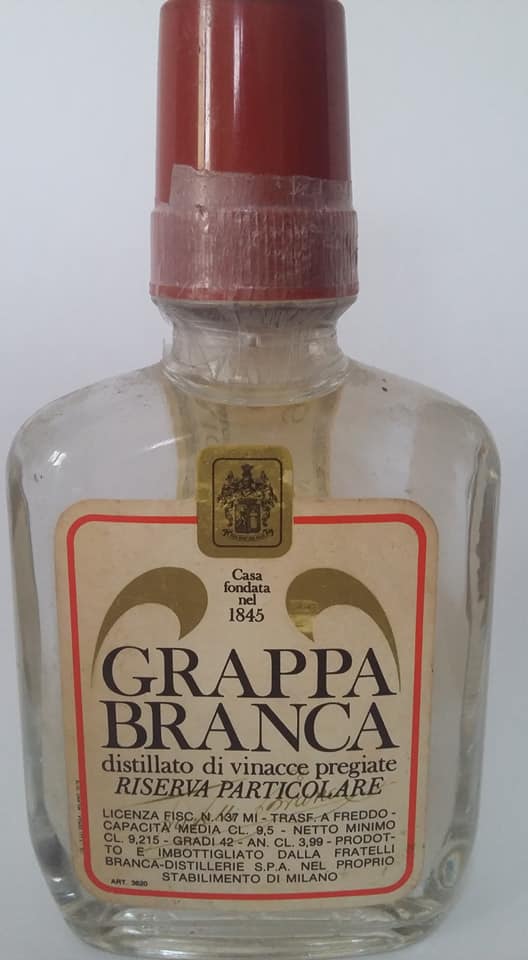 Casa
fondata
nel
1845
GRAPPA
BRANCA
distillato di vinacce pregiate
RISERVA PARTICOLARE
LICENZA FISC. N. 137 MI - TRASF. A FREDDO -
CAPACITÀ MEDIA CL. 9,5 - NETTO MINIMO
CL. 9,215 - GRADI 42 - AN. CL. 3,99 - PRODOT-
TO E IMBOTTIGLIATO DALLA FRATELLI
BRANCA-DISTILLERIE S.P.A. NEL PROPRIO
STABILIMENTO DI MILANO
ART. 3620